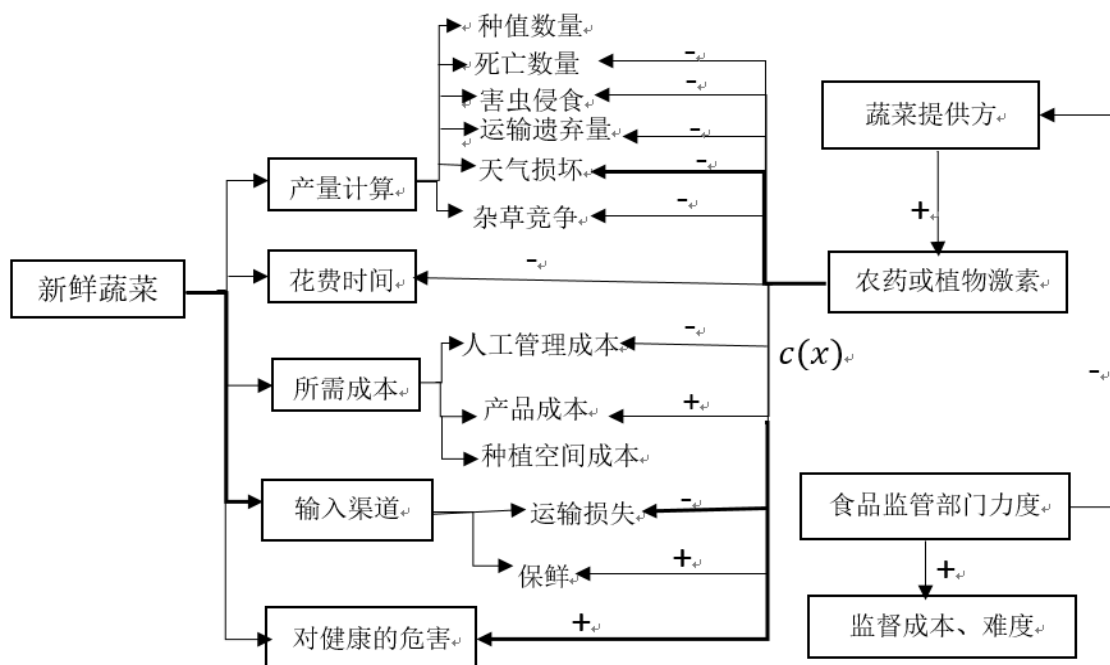 种值数量
死亡数量
-
害虫侵食
-
蔬菜提供方
运输遗弃量
-
产量计算
天气损坏
-
杂草竞争
-
+
新鲜蔬菜
花费时间
-
农药或植物激素
人工管理成本
-
c(x)
-
所需成本
产品成本
+
种植空间成本
输入渠道
运输损失
-
食品监管部门力度
保鲜
+
+
对健康的危害
+
监督成本、难度